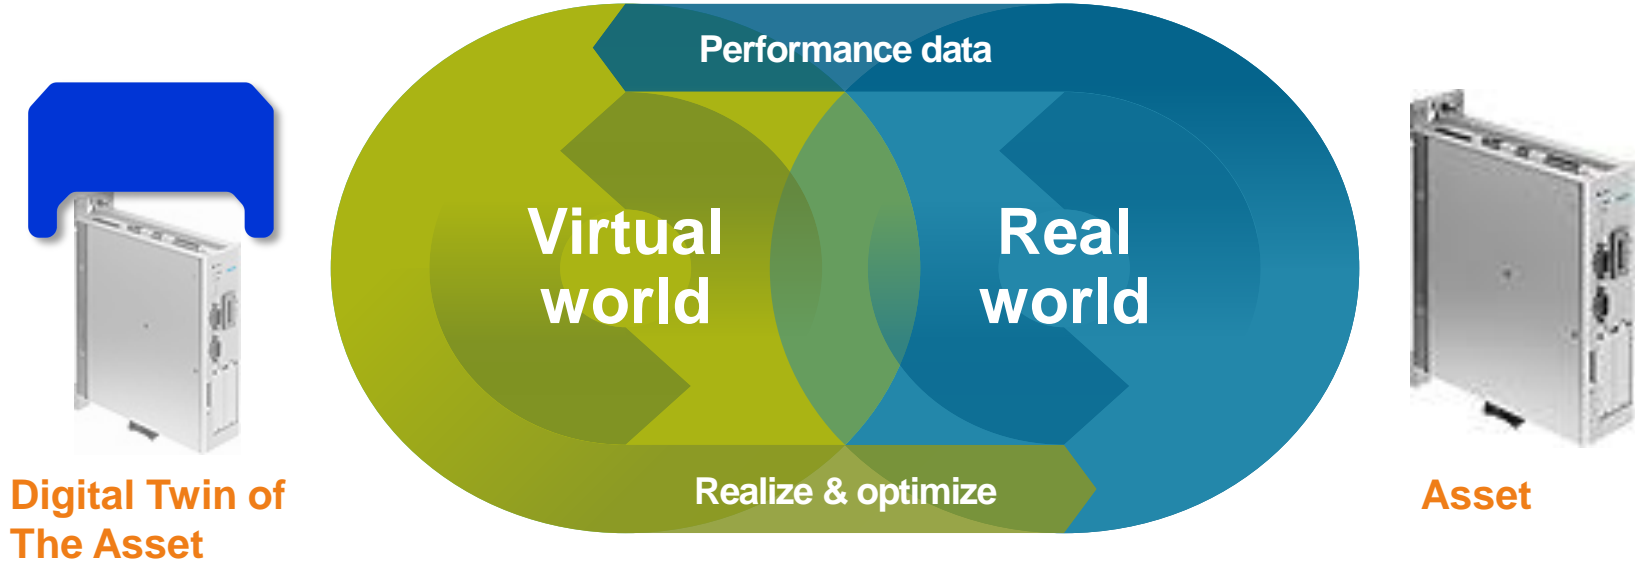 Performance data
Virtual
world
Real
world
Realize & optimize
Digital Twin of
The Asset
Asset